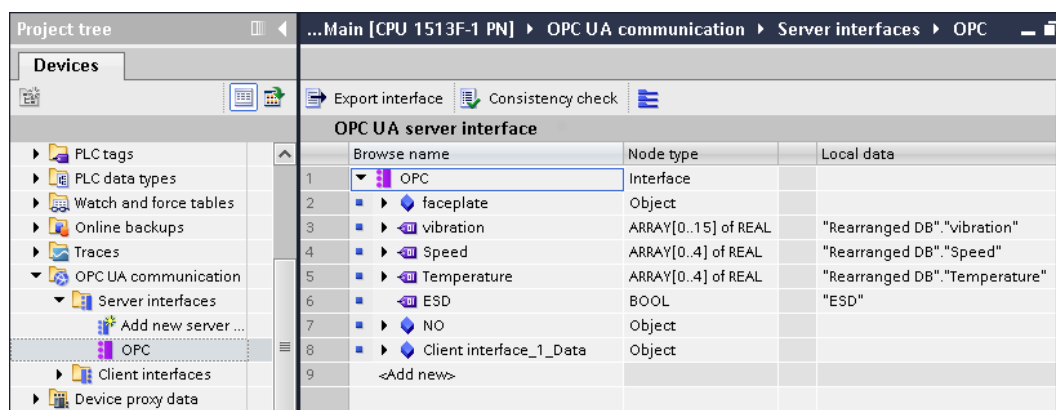 Project tree
...Main [CPU 1513F-1 PN] ▸ OPC UA communication ▸ Server interfaces ▸ OPC
Devices
Export interface Consistency check
OPC UA server interface
PLC tags
PLC data types
Watch and force tables
Online backups
Traces
OPC UA communication
Server interfaces
Add new server ...
OPC
Client interfaces
Device proxy data
Browse name Node type Local data
1 OPC Interface
2 faceplate Object
3 vibration ARRAY[0..15] of REAL "Rearranged DB"."vibration"
4 Speed ARRAY[0..4] of REAL "Rearranged DB"."Speed"
5 Temperature ARRAY[0..4] of REAL "Rearranged DB"."Temperature"
6 ESD BOOL "ESD"
7 NO Object
8 Client interface_1_Data Object
9 <Add new>